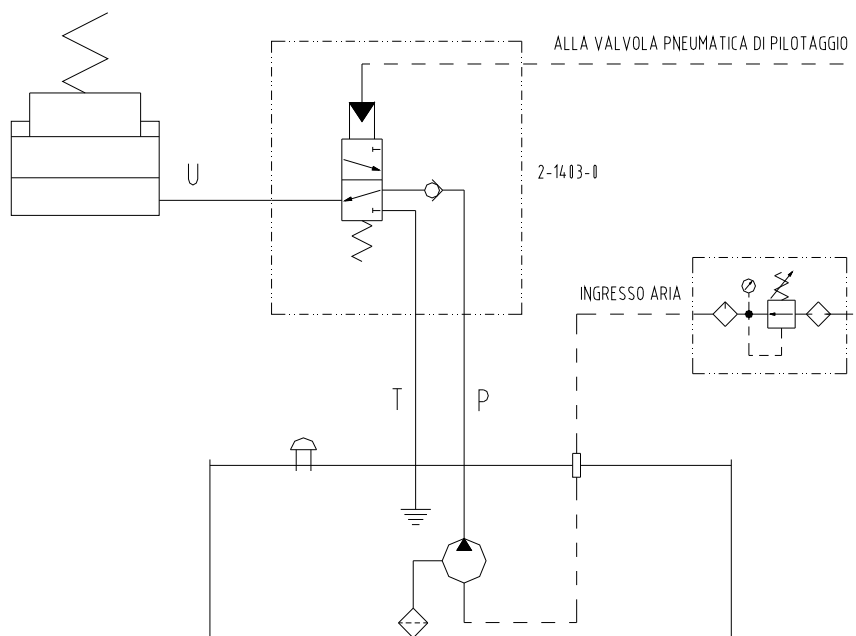 ALLA VALVOLA PNEUMATICA DI PILOTAGGIO
U
2-1403-0
INGRESSO ARIA
T
P